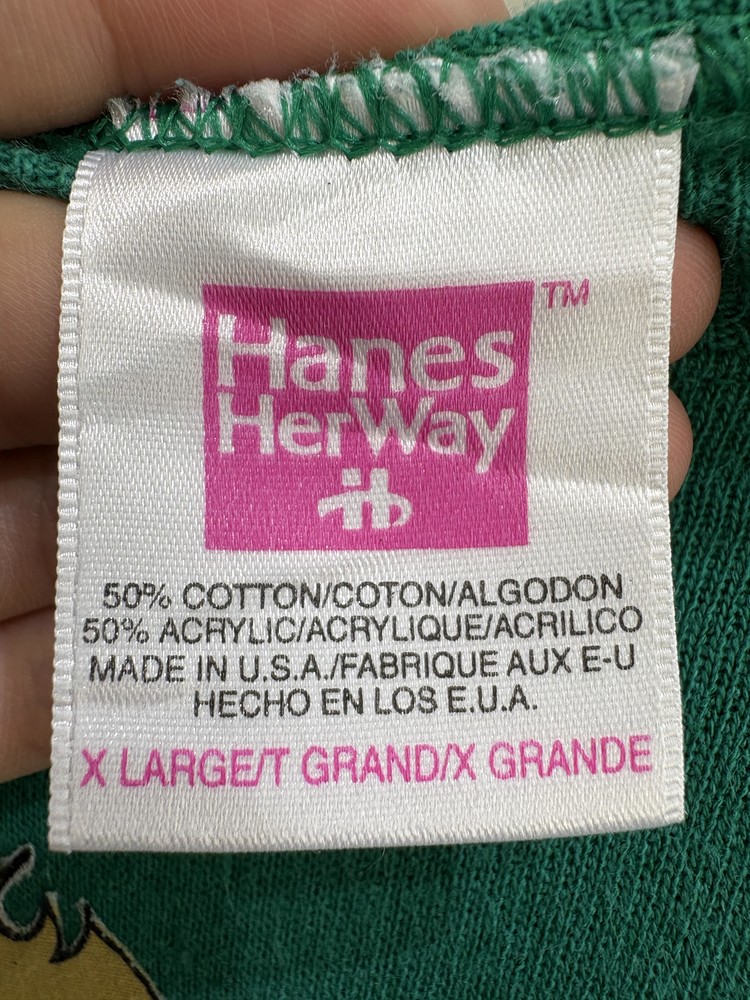 Hanes TM
HerWay
50% COTTON/COTON/ALGODON
50% ACRYLIC/ACRYLIQUE/ACRILICO
MADE IN U.S.A./FABRIQUE AUX E-U
HECHO EN LOS E.U.A.
X LARGE/T GRAND/X GRANDE